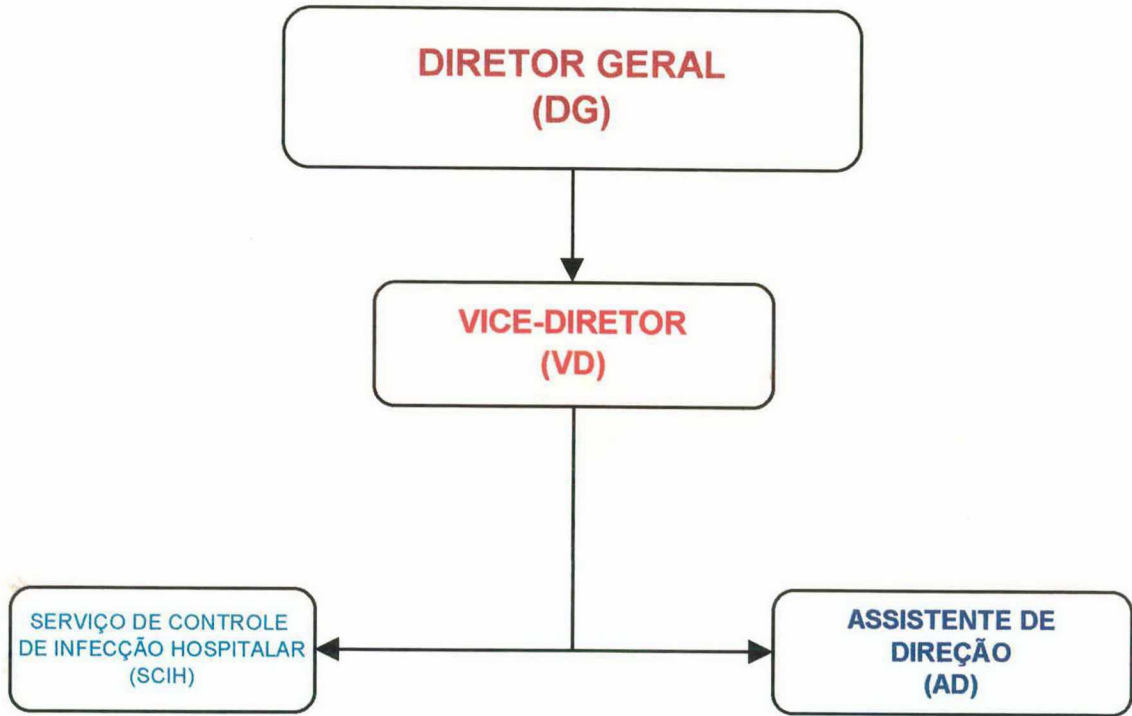 DIRETOR GERAL
(DG)
VICE-DIRETOR
(VD)
SERVIÇO DE CONTROLE
DE INFECÇÃO HOSPITALAR
(SCIH)
ASSISTENTE DE
DIREÇÃO
(AD)